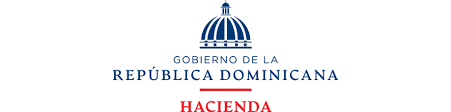 GOBIERNO DE LA
REPÚBLICA DOMINICANA
HACIENDA